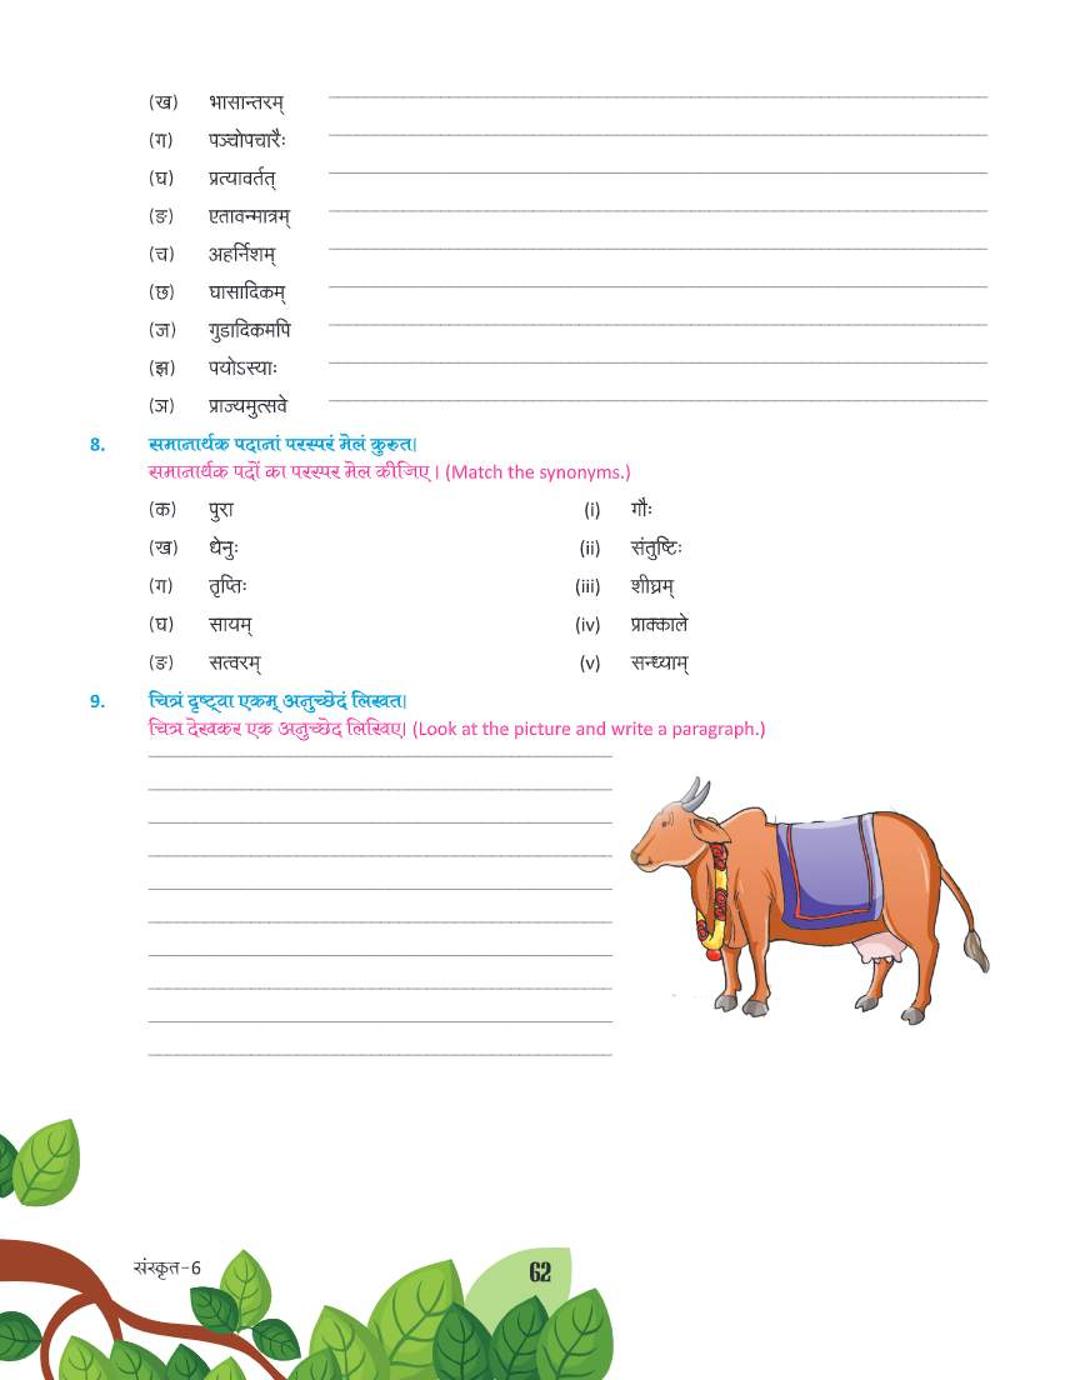 (ख) भासान्तरम्
(ग) पञ्चोपचारैः
(घ) प्रत्यावर्तत्
(ङ) एतावन्मात्रम्
(च) अहर्निशम्
(छ) घासादिकम्
(ज) गुडादिकमपि
(झ) पयोऽस्याः
(ञ) प्राज्यमुत्सवे
8. समानार्थक पदानां परस्परं मेलं कुरुत।
समानार्थक पदों का परस्पर मेल कीजिए। (Match the synonyms.)
(क) पुरा (i) गौः
(ख) धेनुः (ii) संतुष्टिः
(ग) तृप्तिः (iii) शीघ्रम्
(घ) सायम् (iv) प्राक्काले
(ङ) सत्वरम् (v) सन्ध्याम्
9. चित्रं दृष्ट्वा एकम् अनुच्छेदं लिखत।
चित्र देखकर एक अनुच्छेद लिखिए। (Look at the picture and write a paragraph.)
संस्कृत-6
62